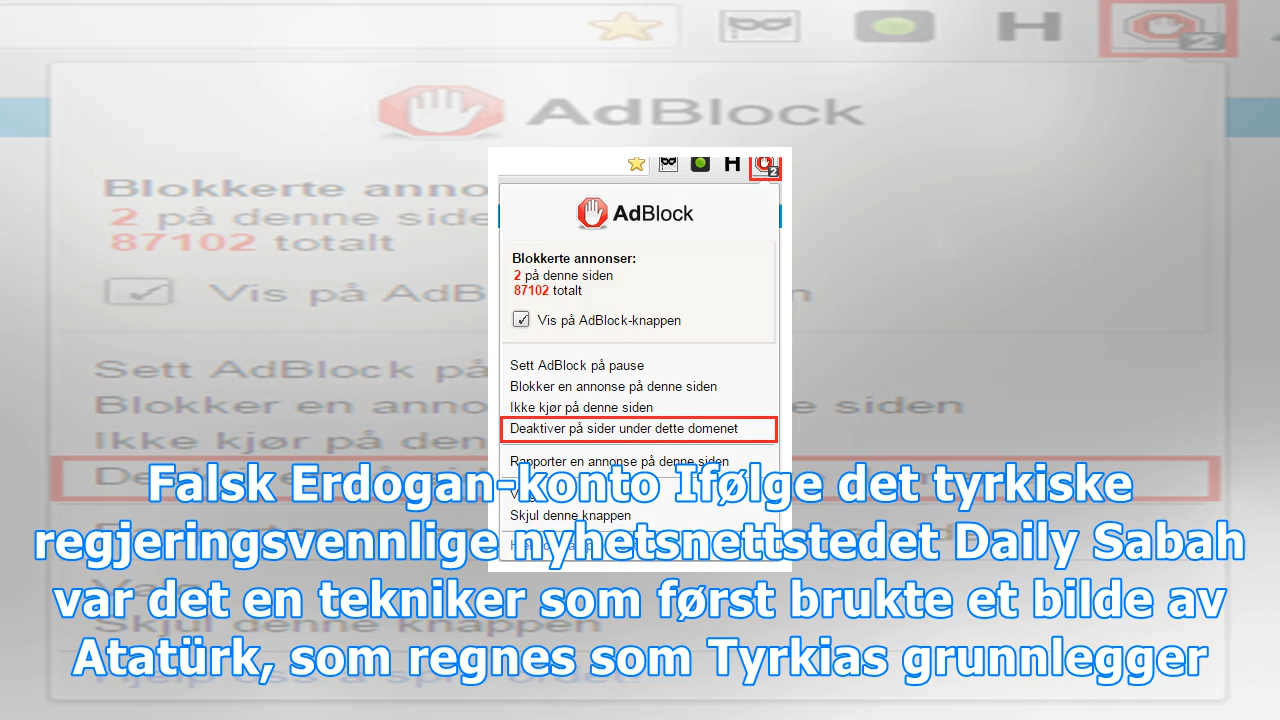 AdBlock
Blokkerte annonser:
2 på denne siden
87102 totalt
Vis på AdBlock-knappen
Sett AdBlock på pause
Blokker en annonse på denne siden
Ikke kjør på denne siden
Deaktiver på sider under dette domenet
Rapporter en annonse på denne siden
Skjul denne knappen
Falsk Erdogan-konto Ifølge det tyrkiske
regjeringsvennlige nyhetsnettstedet Daily Sabah
var det en tekniker som først brukte et bilde av
Atatürk, som regnes som Tyrkias grunnlegger